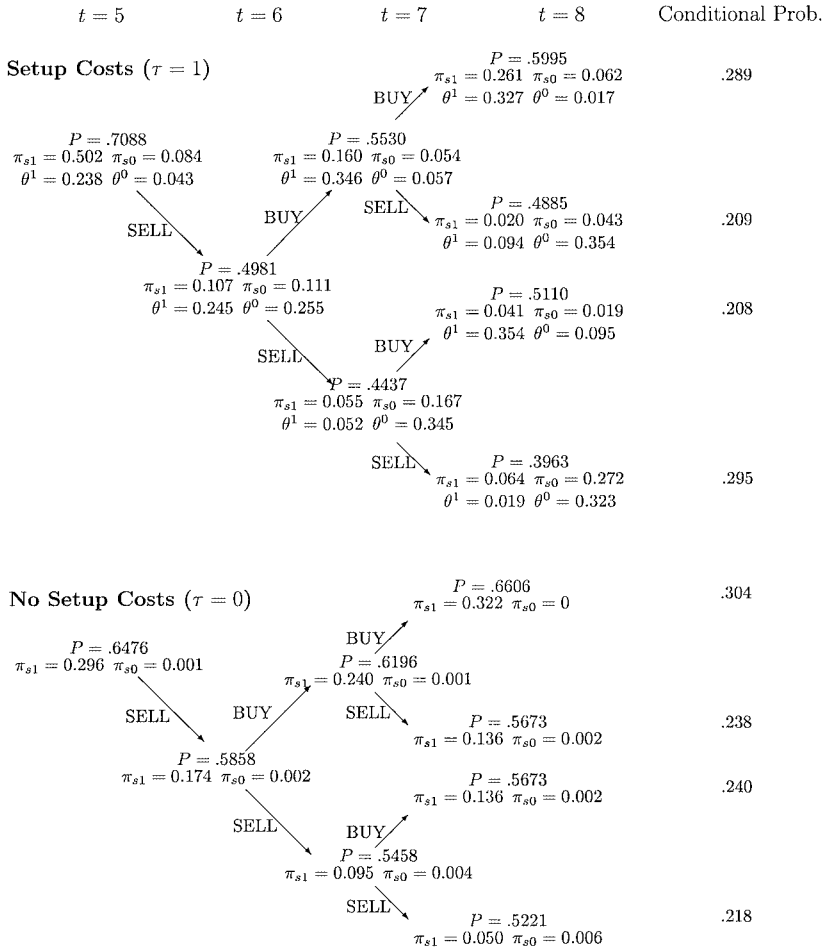 t = 5 t = 6 t = 7 t = 8 Conditional Prob.
Setup Costs (τ = 1)
P = .5995
π_{s1} = 0.261 π_{s0} = 0.062 .289
θ^1 = 0.327 θ^0 = 0.017
BUY
P = .7088
π_{s1} = 0.502 π_{s0} = 0.084
θ^1 = 0.238 θ^0 = 0.043
P = .5530
π_{s1} = 0.160 π_{s0} = 0.054
θ^1 = 0.346 θ^0 = 0.057
SELL
BUY
SELL
P = .4885
π_{s1} = 0.020 π_{s0} = 0.043 .209
θ^1 = 0.094 θ^0 = 0.354
P = .4981
π_{s1} = 0.107 π_{s0} = 0.111
θ^1 = 0.245 θ^0 = 0.255
P = .5110
π_{s1} = 0.041 π_{s0} = 0.019 .208
θ^1 = 0.354 θ^0 = 0.095
SELL
BUY
P = .4437
π_{s1} = 0.055 π_{s0} = 0.167
θ^1 = 0.052 θ^0 = 0.345
SELL
P = .3963
π_{s1} = 0.064 π_{s0} = 0.272 .295
θ^1 = 0.019 θ^0 = 0.323
No Setup Costs (τ = 0)
P = .6606 .304
π_{s1} = 0.322 π_{s0} = 0
BUY
P = .6476
π_{s1} = 0.296 π_{s0} = 0.001
P = .6196
π_{s1} = 0.240 π_{s0} = 0.001
SELL
BUY
SELL
P = .5673 .238
π_{s1} = 0.136 π_{s0} = 0.002
P = .5858
π_{s1} = 0.174 π_{s0} = 0.002
P = .5673 .240
π_{s1} = 0.136 π_{s0} = 0.002
SELL
BUY
P = .5458
π_{s1} = 0.095 π_{s0} = 0.004
SELL
P = .5221 .218
π_{s1} = 0.050 π_{s0} = 0.006